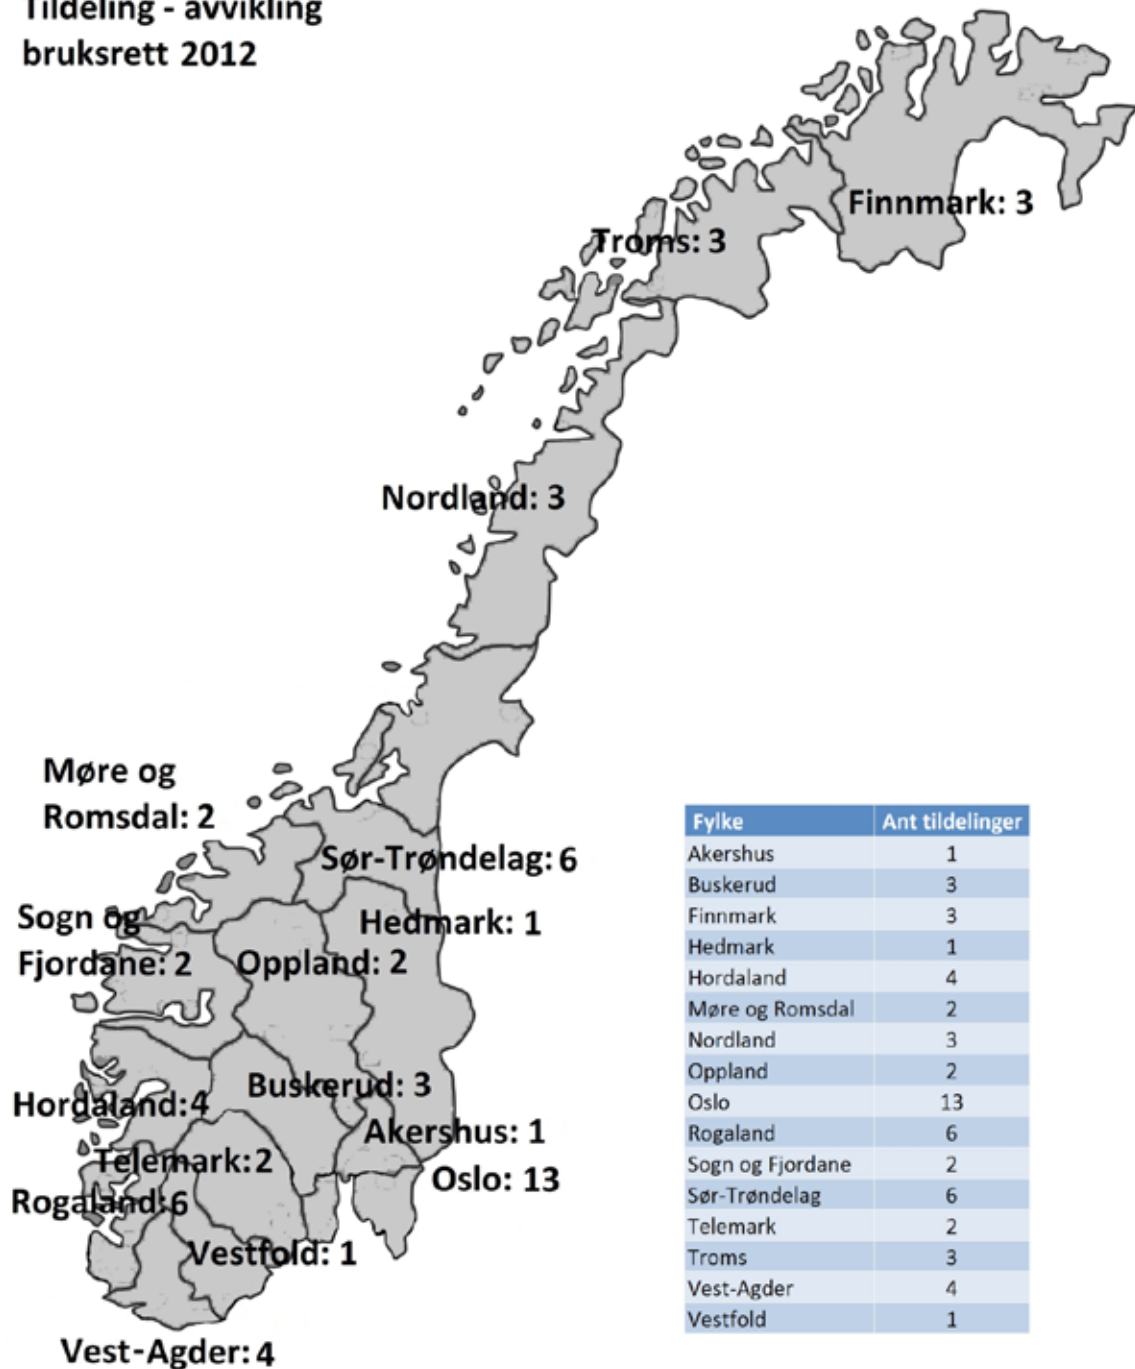 Tildeling - avvikling
bruksrett 2012
Finnmark: 3
Troms: 3
Nordland: 3
Møre og
Romsdal: 2
Sør-Trøndelag: 6
Sogn og
Fjordane: 2
Hedmark: 1
Oppland: 2
Buskerud: 3
Hordaland: 4
Akershus: 1
Telemark: 2
Oslo: 13
Rogaland: 6
Vestfold: 1
Vest-Agder: 4
Fylke Ant tildelinger
Akershus 1
Buskerud 3
Finnmark 3
Hedmark 1
Hordaland 4
Møre og Romsdal 2
Nordland 3
Oppland 2
Oslo 13
Rogaland 6
Sogn og Fjordane 2
Sør-Trøndelag 6
Telemark 2
Troms 3
Vest-Agder 4
Vestfold 1